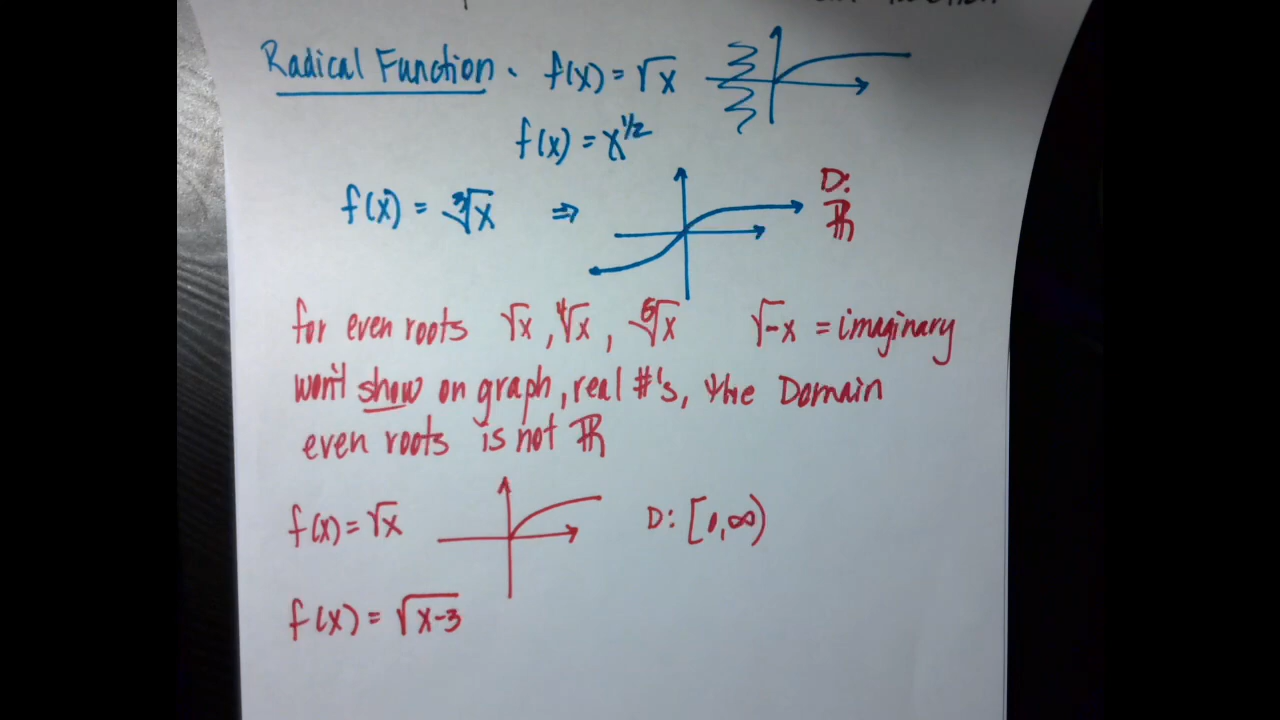 Radical Function. f(x) = √x
f(x) = x^1/2
f(x) = ∛x ⇒ D: ℝ
for even roots √x, ∜x, ⁶√x √-x = imaginary
won't show on graph, real #'s, the Domain
even roots is not ℝ
f(x) = √x D: [0,∞)
f(x) = √x-3